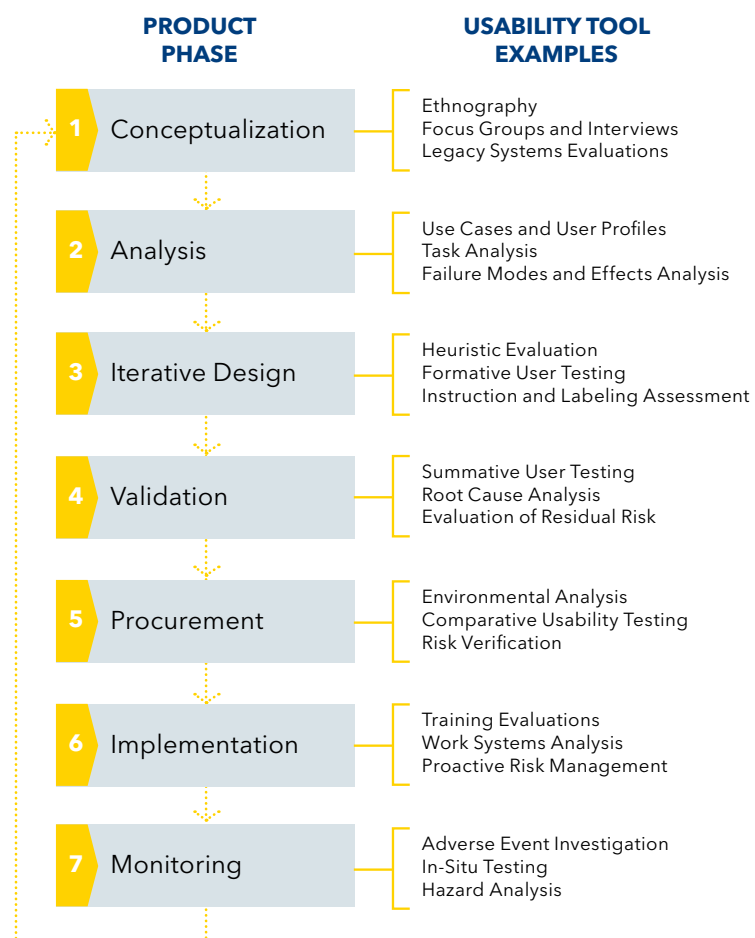 PRODUCT
PHASE
USABILITY TOOL
EXAMPLES
1
Conceptualization
Ethnography
Focus Groups and Interviews
Legacy Systems Evaluations
2
Analysis
Use Cases and User Profiles
Task Analysis
Failure Modes and Effects Analysis
3
Iterative Design
Heuristic Evaluation
Formative User Testing
Instruction and Labeling Assessment
4
Validation
Summative User Testing
Root Cause Analysis
Evaluation of Residual Risk
5
Procurement
Environmental Analysis
Comparative Usability Testing
Risk Verification
6
Implementation
Training Evaluations
Work Systems Analysis
Proactive Risk Management
7
Monitoring
Adverse Event Investigation
In-Situ Testing
Hazard Analysis